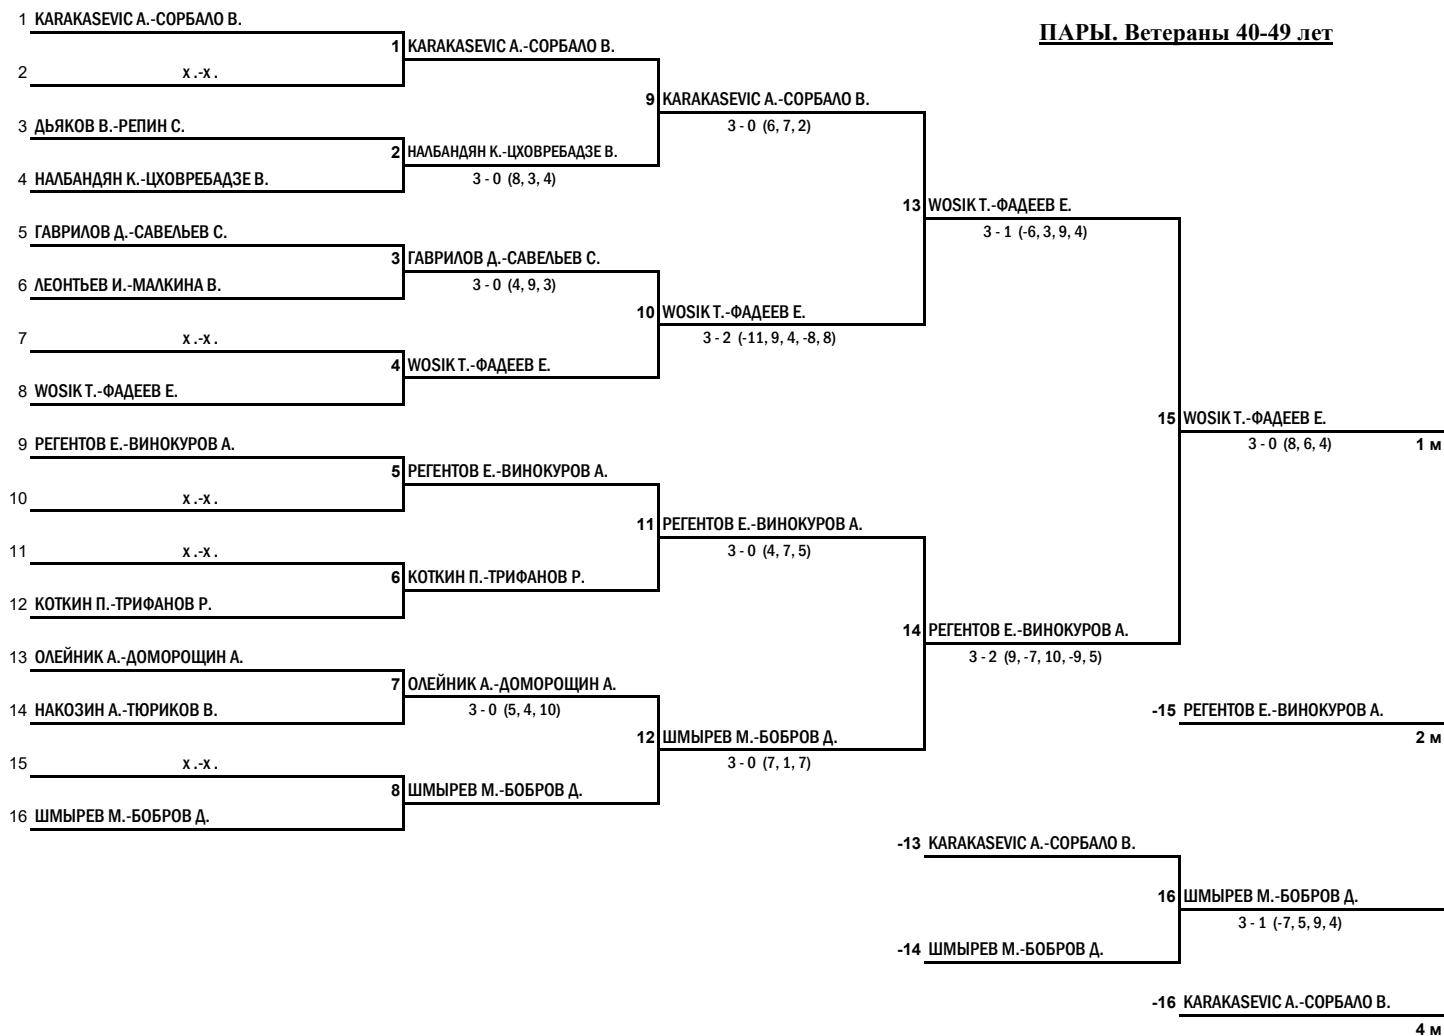 1 KARAKASEVIC A.-СОРБАЛО В.
ПАРЫ. Ветераны 40-49 лет
1 KARAKASEVIC A.-СОРБАЛО В.
2 x .-x .
9 KARAKASEVIC A.-СОРБАЛО В.
3 ДЬЯКОВ В.-РЕПИН С.
3 - 0 (6, 7, 2)
2 НАЛБАНДЯН К.-ЦХОВРЕБАДЗЕ В.
4 НАЛБАНДЯН К.-ЦХОВРЕБАДЗЕ В.
3 - 0 (8, 3, 4)
13 WOSIK T.-ФАДЕЕВ Е.
5 ГАВРИЛОВ Д.-САВЕЛЬЕВ С.
3 - 1 (-6, 3, 9, 4)
3 ГАВРИЛОВ Д.-САВЕЛЬЕВ С.
6 ЛЕОНТЬЕВ И.-МАЛКИНА В.
3 - 0 (4, 9, 3)
10 WOSIK T.-ФАДЕЕВ Е.
7 x .-x .
3 - 2 (-11, 9, 4, -8, 8)
4 WOSIK T.-ФАДЕЕВ Е.
8 WOSIK T.-ФАДЕЕВ Е.
15 WOSIK T.-ФАДЕЕВ Е.
9 РЕГЕНТОВ Е.-ВИНОКУРОВ А.
3 - 0 (8, 6, 4) 1 м
5 РЕГЕНТОВ Е.-ВИНОКУРОВ А.
10 x .-x .
11 РЕГЕНТОВ Е.-ВИНОКУРОВ А.
11 x .-x .
3 - 0 (4, 7, 5)
6 КОТКИН П.-ТРИФАНОВ Р.
12 КОТКИН П.-ТРИФАНОВ Р.
14 РЕГЕНТОВ Е.-ВИНОКУРОВ А.
13 ОЛЕЙНИК А.-ДОМОРОЩИН А.
3 - 2 (9, -7, 10, -9, 5)
7 ОЛЕЙНИК А.-ДОМОРОЩИН А.
14 НАКОЗИН А.-ТЮРИКОВ В.
3 - 0 (5, 4, 10)
-15 РЕГЕНТОВ Е.-ВИНОКУРОВ А.
12 ШМЫРЕВ М.-БОБРОВ Д.
2 м
15 x .-x .
3 - 0 (7, 1, 7)
8 ШМЫРЕВ М.-БОБРОВ Д.
16 ШМЫРЕВ М.-БОБРОВ Д.
-13 KARAKASEVIC A.-СОРБАЛО В.
16 ШМЫРЕВ М.-БОБРОВ Д.
3 - 1 (-7, 5, 9, 4)
-14 ШМЫРЕВ М.-БОБРОВ Д.
-16 KARAKASEVIC A.-СОРБАЛО В.
4 м